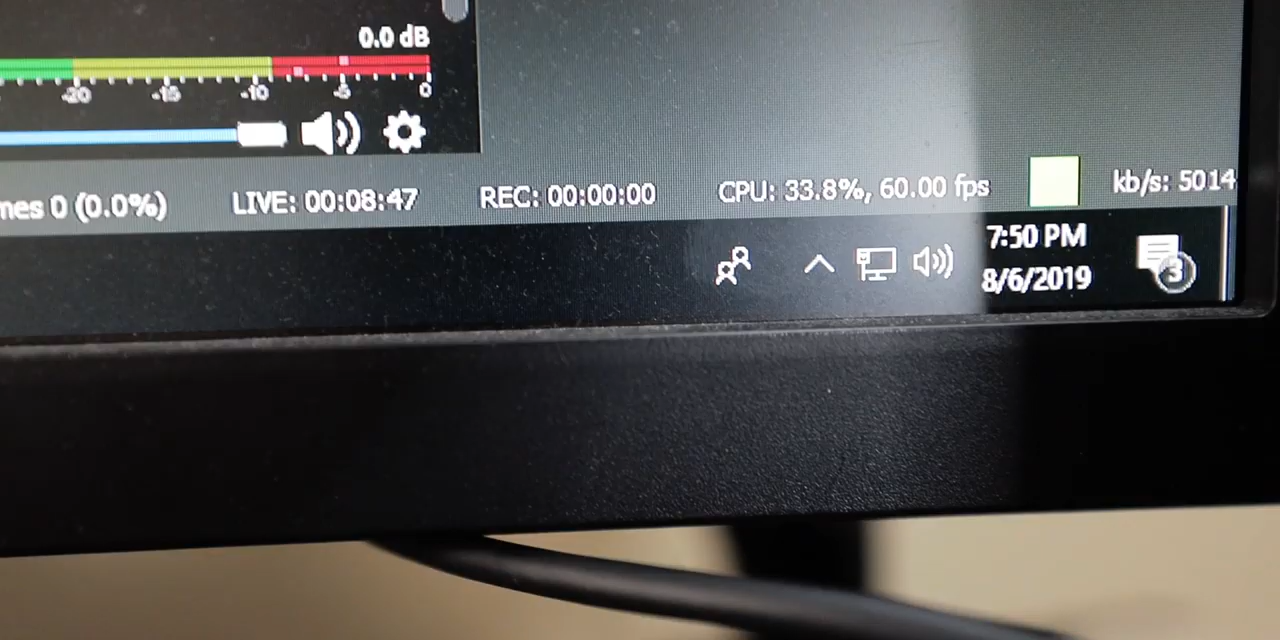 0.0 dB
-20 -15 -10 -5 0
0 (0.0%) LIVE: 00:08:47 REC: 00:00:00 CPU: 33.8%, 60.00 fps kb/s: 5014
7:50 PM
8/6/2019
3